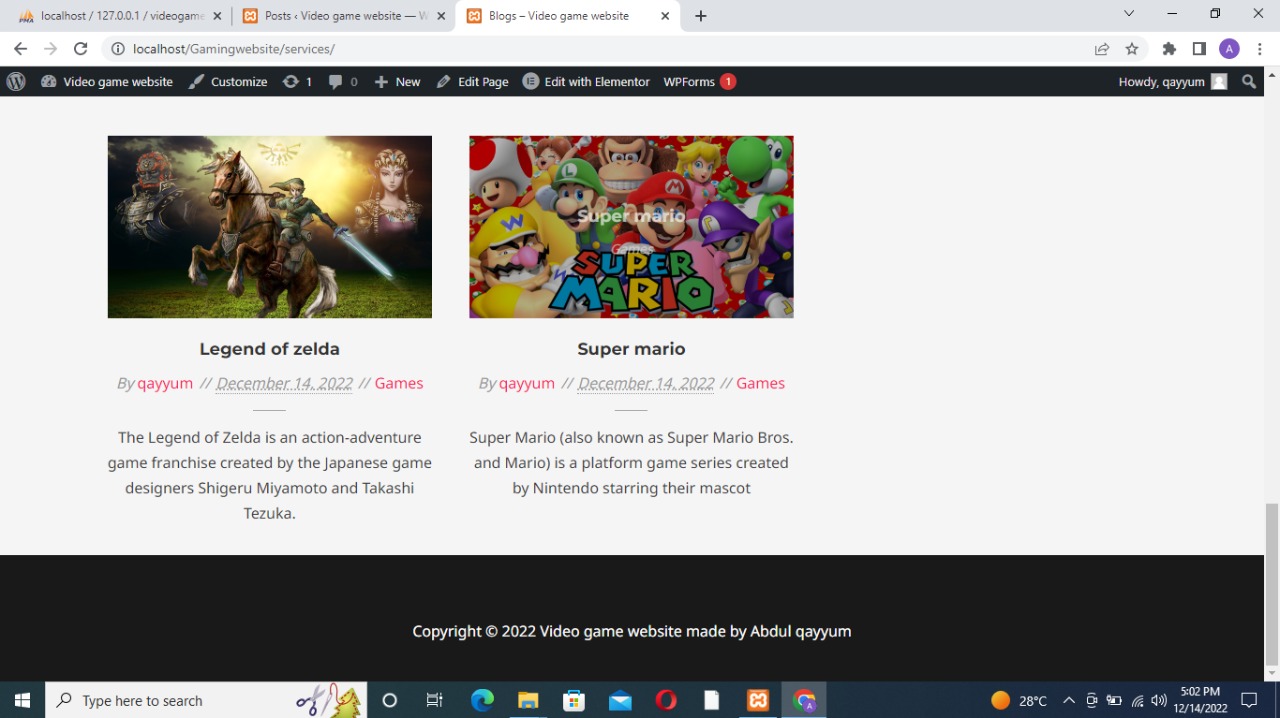 localhost / 127.0.0.1 / videogame
Posts ‹ Video game website — W
Blogs – Video game website
localhost/Gamingwebsite/services/
A
Video game website
Customize
1
0
New
Edit Page
Edit with Elementor
WPForms 1
Howdy, qayyum
Super mario
Games
SUPER
MARIO
Legend of zelda
Super mario
By qayyum // December 14, 2022 // Games
By qayyum // December 14, 2022 // Games
The Legend of Zelda is an action-adventure
game franchise created by the Japanese game
designers Shigeru Miyamoto and Takashi
Tezuka.
Super Mario (also known as Super Mario Bros.
and Mario) is a platform game series created
by Nintendo starring their mascot
Copyright © 2022 Video game website made by Abdul qayyum
Type here to search
28°C
5:02 PM
12/14/2022